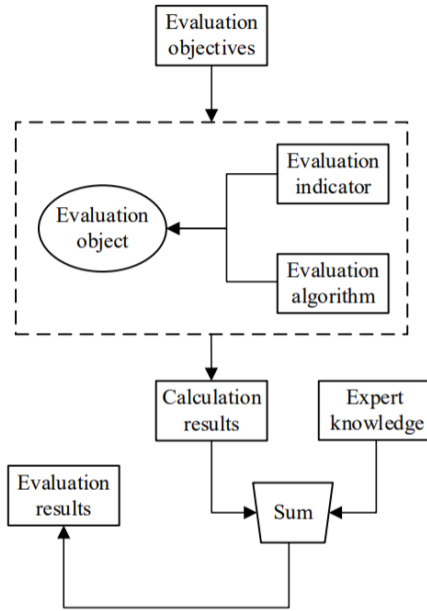 Evaluation
objectives
Evaluation
indicator
Evaluation
object
Evaluation
algorithm
Calculation
results
Expert
knowledge
Evaluation
results
Sum